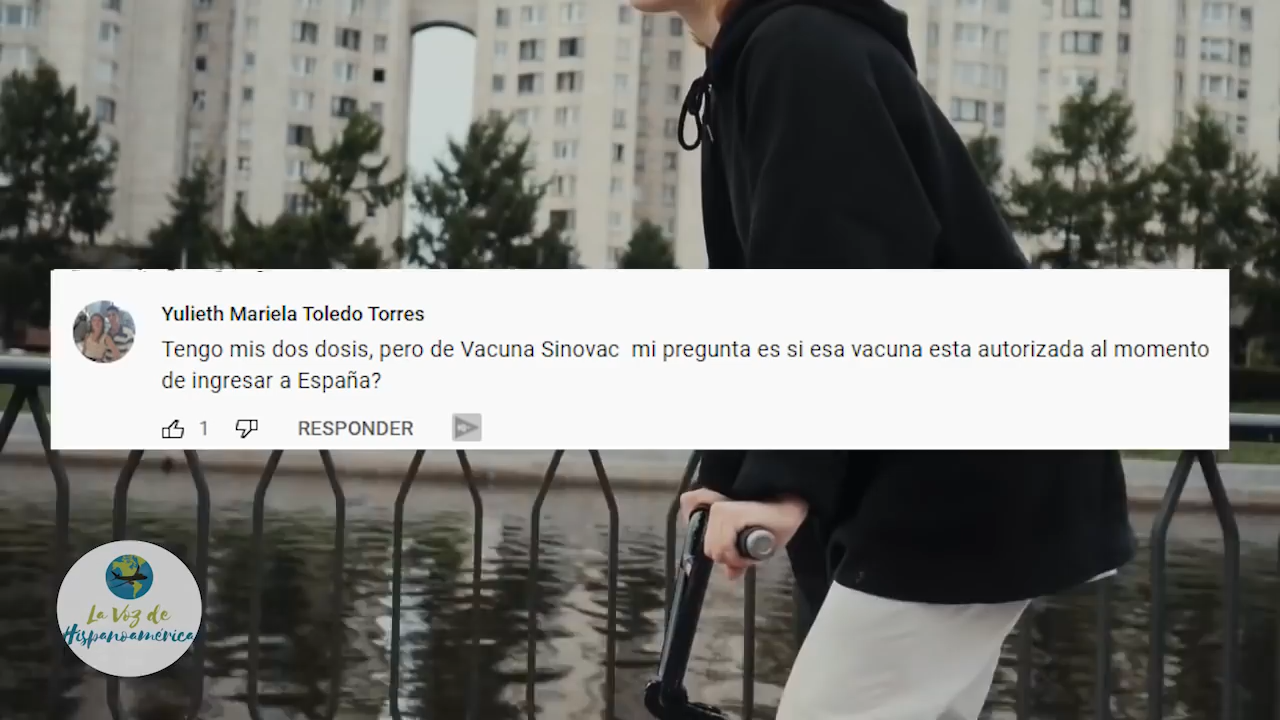 Yulieth Mariela Toledo Torres
Tengo mis dos dosis, pero de Vacuna Sinovac mi pregunta es si esa vacuna esta autorizada al momento
de ingresar a España?
1
RESPONDER
La Voz de
Hispanoamérica